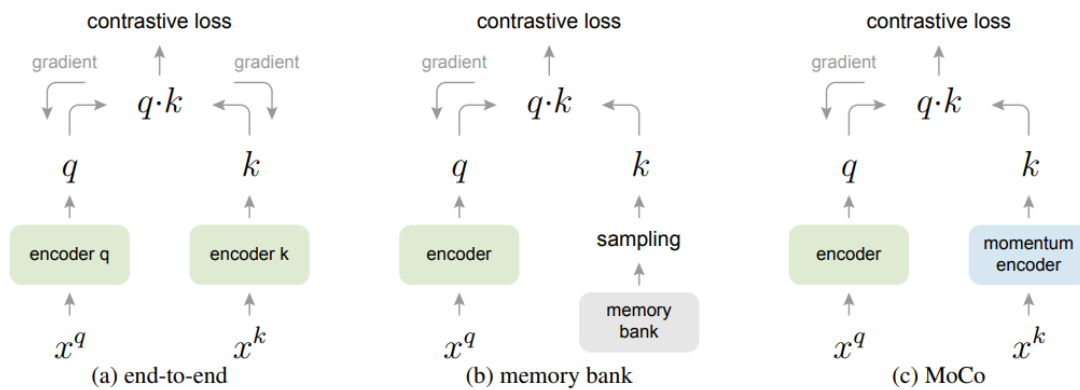 contrastive loss
gradient
gradient
q·k
q
k
encoder q
encoder k
x^q
x^k
(a) end-to-end
contrastive loss
gradient
q·k
q
k
encoder
sampling
memory
bank
x^q
(b) memory bank
contrastive loss
gradient
q·k
q
k
encoder
momentum
encoder
x^q
x^k
(c) MoCo